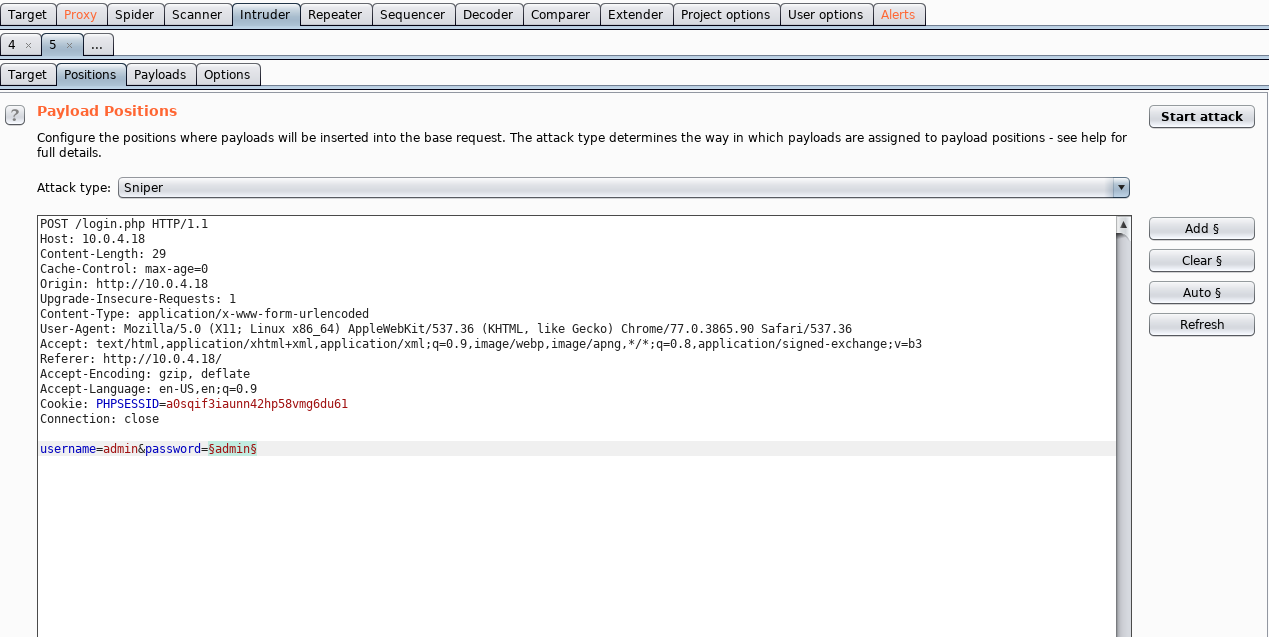 Target Proxy Spider Scanner Intruder Repeater Sequencer Decoder Comparer Extender Project options User options Alerts
4 × 5 × ...
Target Positions Payloads Options
? Payload Positions
Start attack
Configure the positions where payloads will be inserted into the base request. The attack type determines the way in which payloads are assigned to payload positions - see help for
full details.
Attack type: Sniper
POST /login.php HTTP/1.1
Host: 10.0.4.18
Content-Length: 29
Cache-Control: max-age=0
Origin: http://10.0.4.18
Upgrade-Insecure-Requests: 1
Content-Type: application/x-www-form-urlencoded
User-Agent: Mozilla/5.0 (X11; Linux x86_64) AppleWebKit/537.36 (KHTML, like Gecko) Chrome/77.0.3865.90 Safari/537.36
Accept: text/html,application/xhtml+xml,application/xml;q=0.9,image/webp,image/apng,*/*;q=0.8,application/signed-exchange;v=b3
Referer: http://10.0.4.18/
Accept-Encoding: gzip, deflate
Accept-Language: en-US,en;q=0.9
Cookie: PHPSESSID=a0sqif3iaunn42hp58vmg6du61
Connection: close
username=admin&password=§admin§
Add §
Clear §
Auto §
Refresh